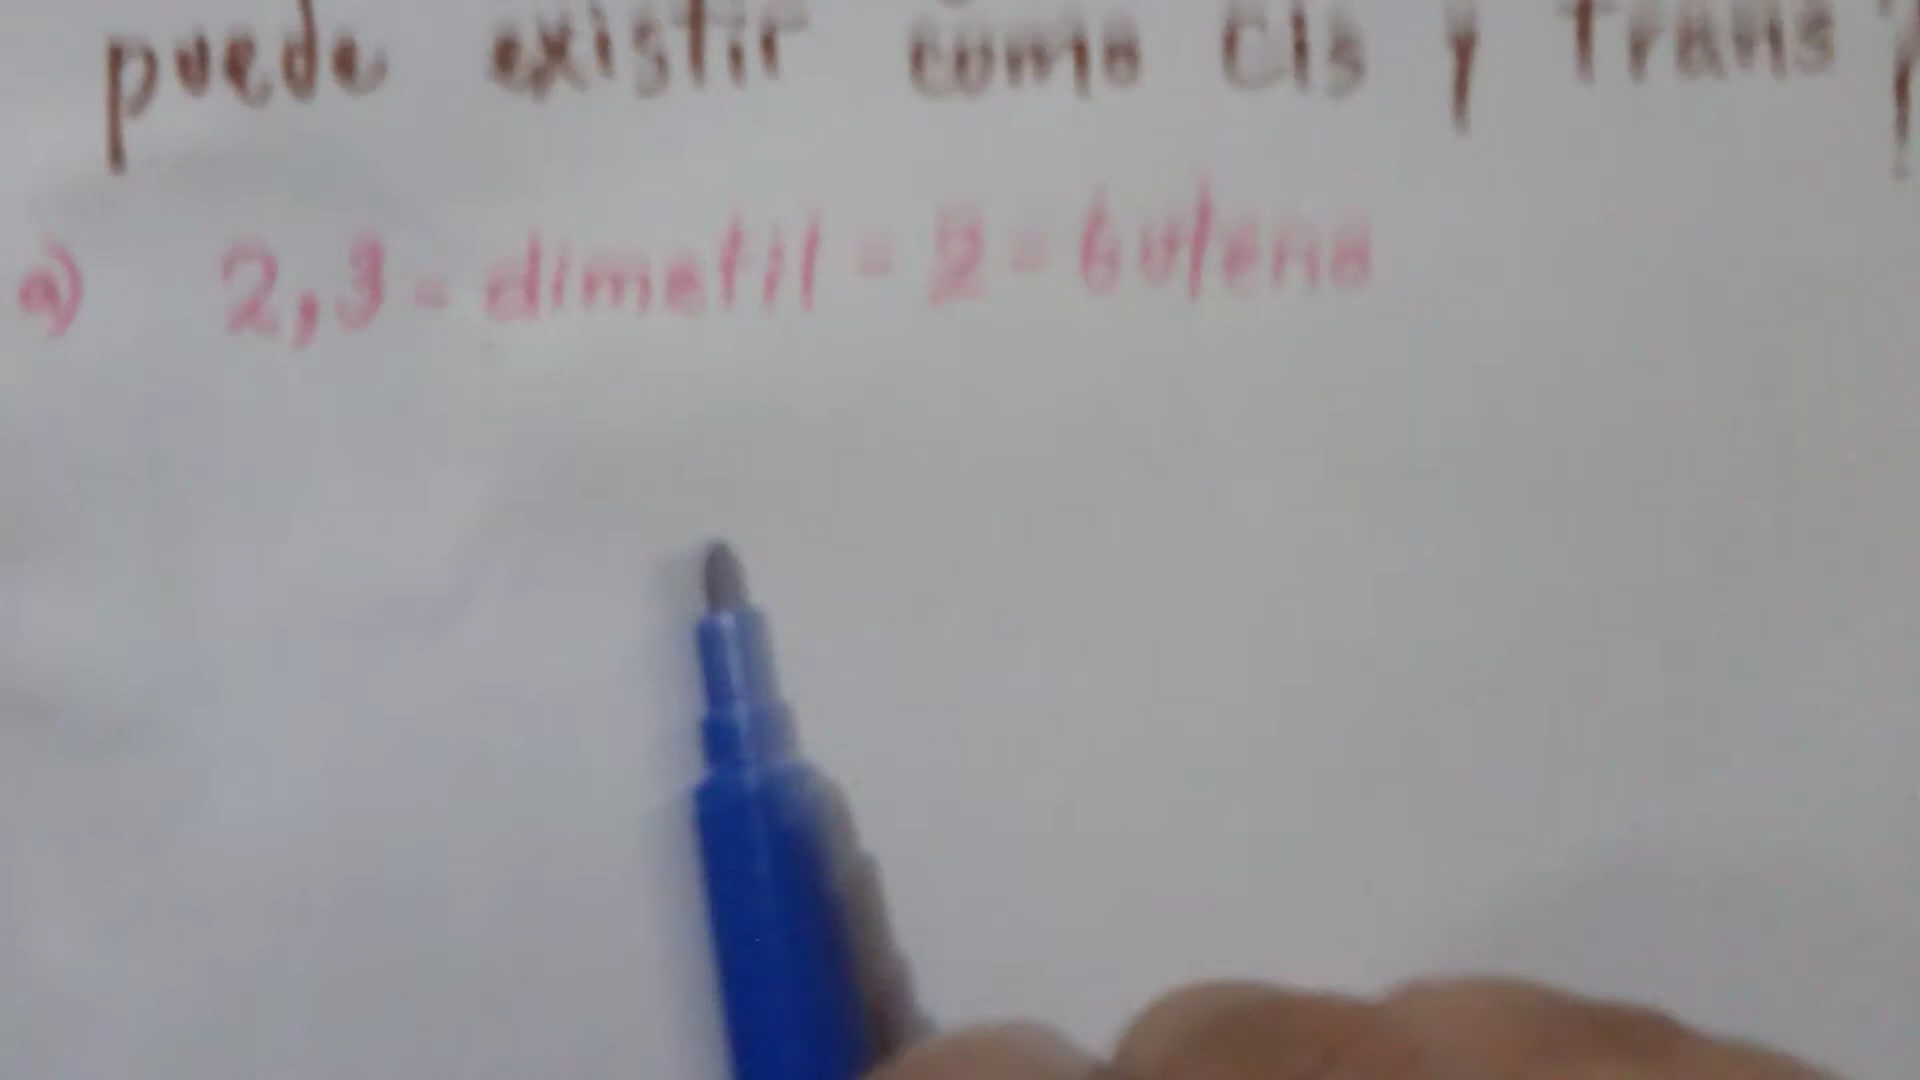 puede existir como cis y trans?
a) 2,3-dimetil-2-buteno